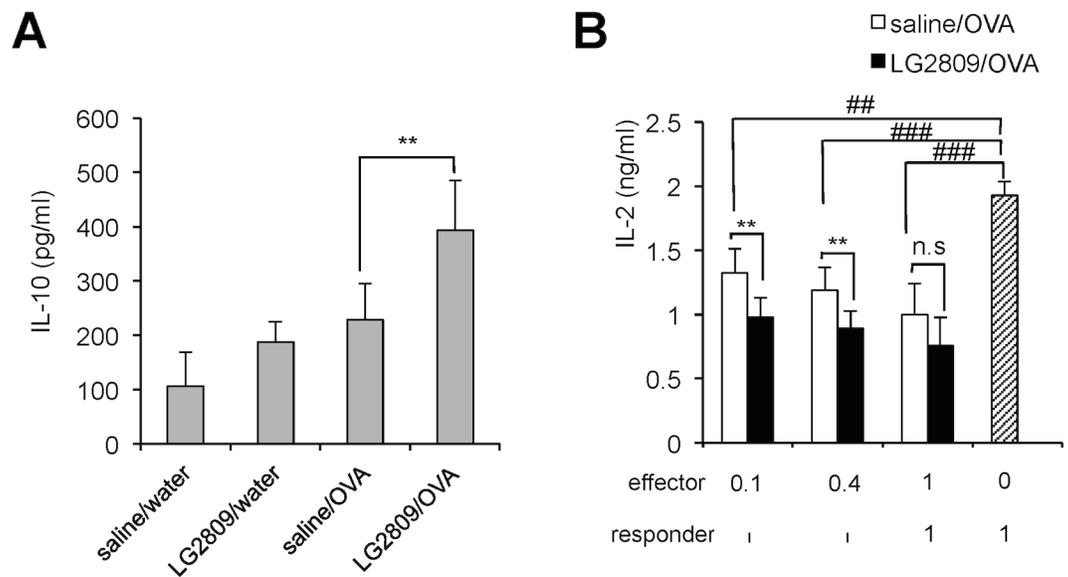 A
600
500
400
300
200
100
0
IL-10 (pg/ml)
**
saline/water
LG2809/water
saline/OVA
LG2809/OVA
B
saline/OVA
LG2809/OVA
2.5
2
1.5
1
0.5
0
IL-2 (ng/ml)
##
###
###
**
**
n.s
effector 0.1 0.4 1 0
responder 1 1